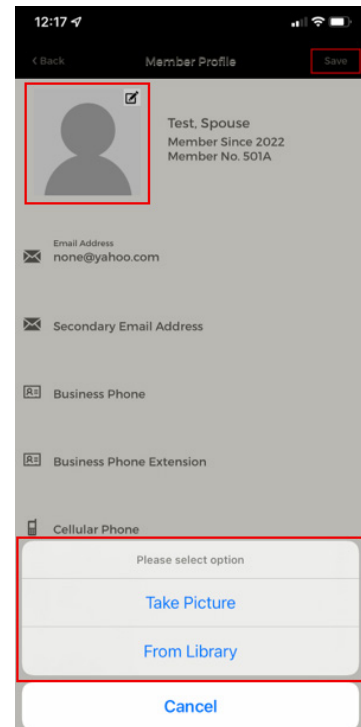 12:17
Back
Member Profile
Save
Test, Spouse
Member Since 2022
Member No. 501A
Email Address
none@yahoo.com
Secondary Email Address
Business Phone
Business Phone Extension
Cellular Phone
Please select option
Take Picture
From Library
Cancel